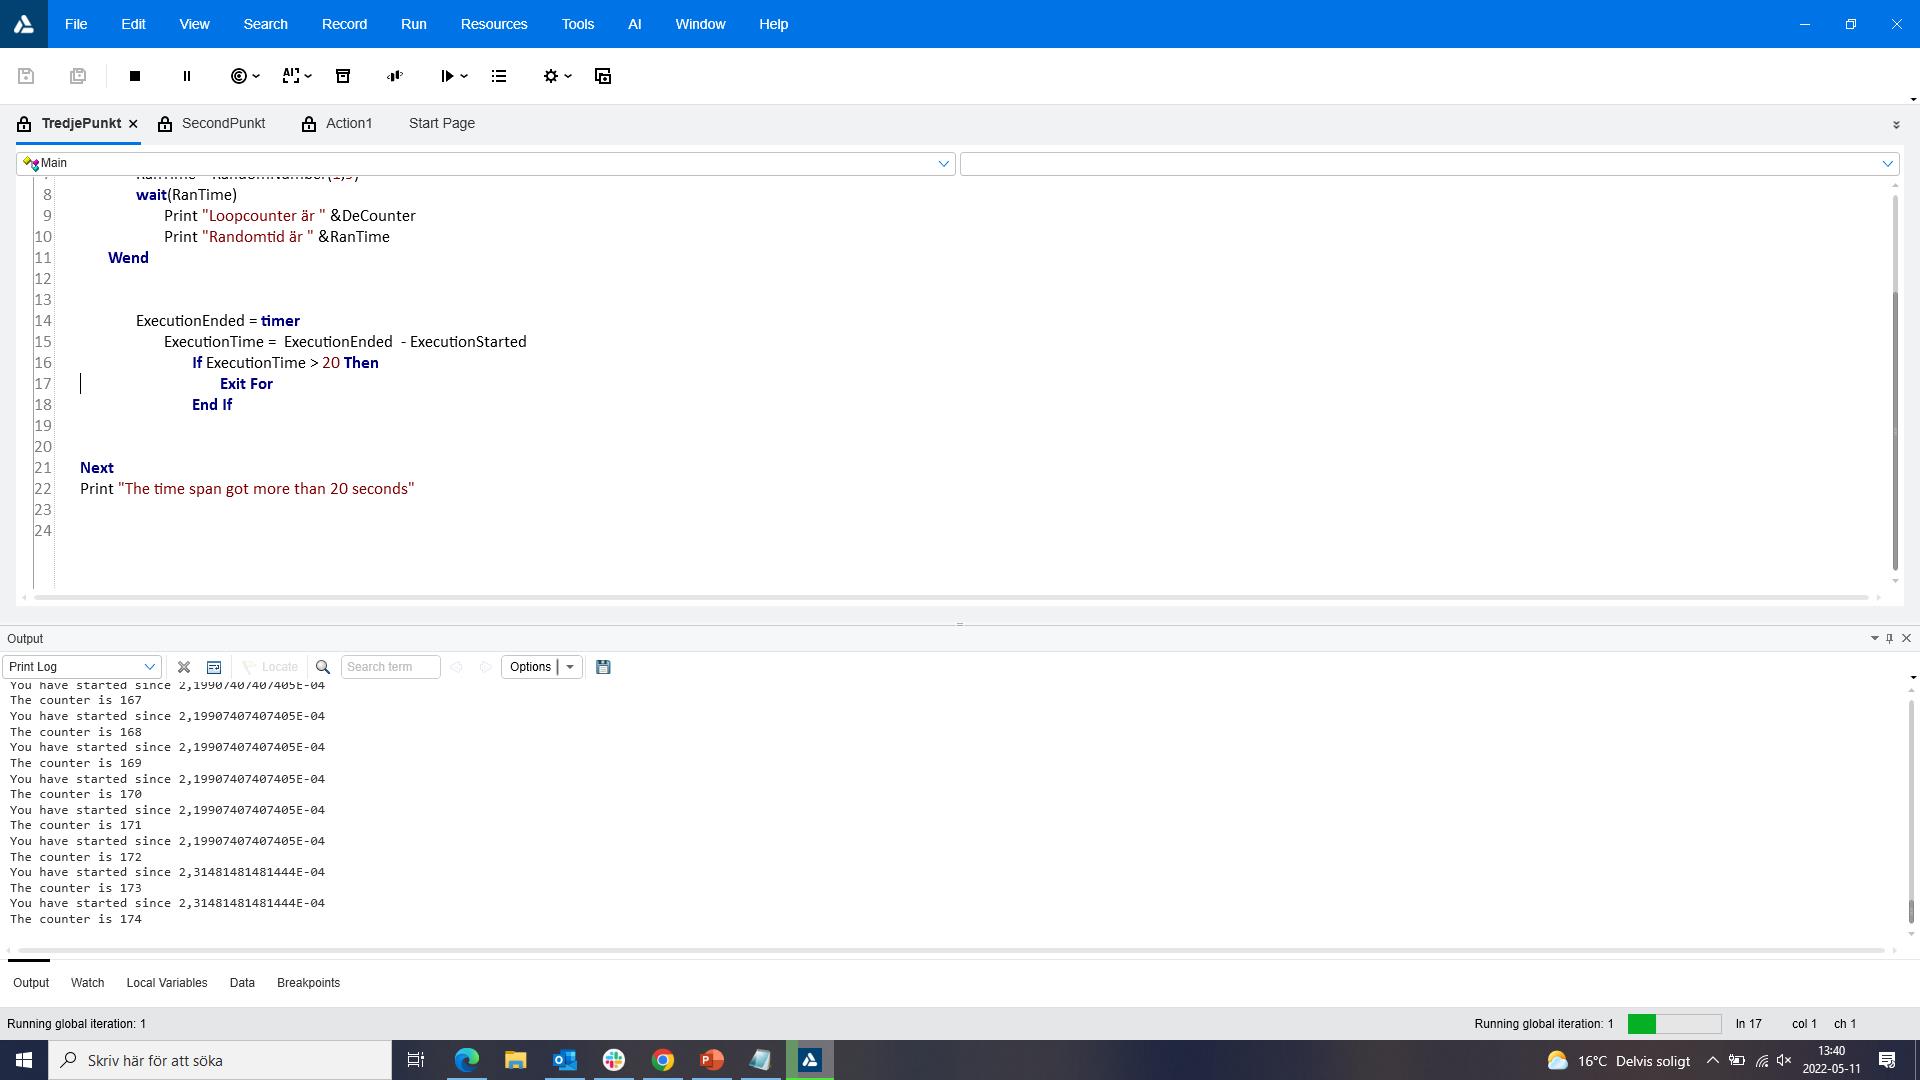 File Edit View Search Record Run Resources Tools AI Window Help
TredjePunkt SecondPunkt Action1 Start Page
Main
8 wait(RanTime)
9 Print "Loopcounter är " &DeCounter
10 Print "Randomtid är " &RanTime
11 Wend
12
13
14 ExecutionEnded = timer
15 ExecutionTime = ExecutionEnded - ExecutionStarted
16 If ExecutionTime > 20 Then
17 Exit For
18 End If
19
20
21 Next
22 Print "The time span got more than 20 seconds"
23
24
Output
Print Log Locate Search term Options
You have started since 2,19907407407405E-04
The counter is 167
You have started since 2,19907407407405E-04
The counter is 168
You have started since 2,19907407407405E-04
The counter is 169
You have started since 2,19907407407405E-04
The counter is 170
You have started since 2,19907407407405E-04
The counter is 171
You have started since 2,19907407407405E-04
The counter is 172
You have started since 2,31481481481444E-04
The counter is 173
You have started since 2,31481481481444E-04
The counter is 174
Output Watch Local Variables Data Breakpoints
Running global iteration: 1 Running global iteration: 1 ln 17 col 1 ch 1
Skriv här för att söka 16°C Delvis soligt 13:40
2022-05-11